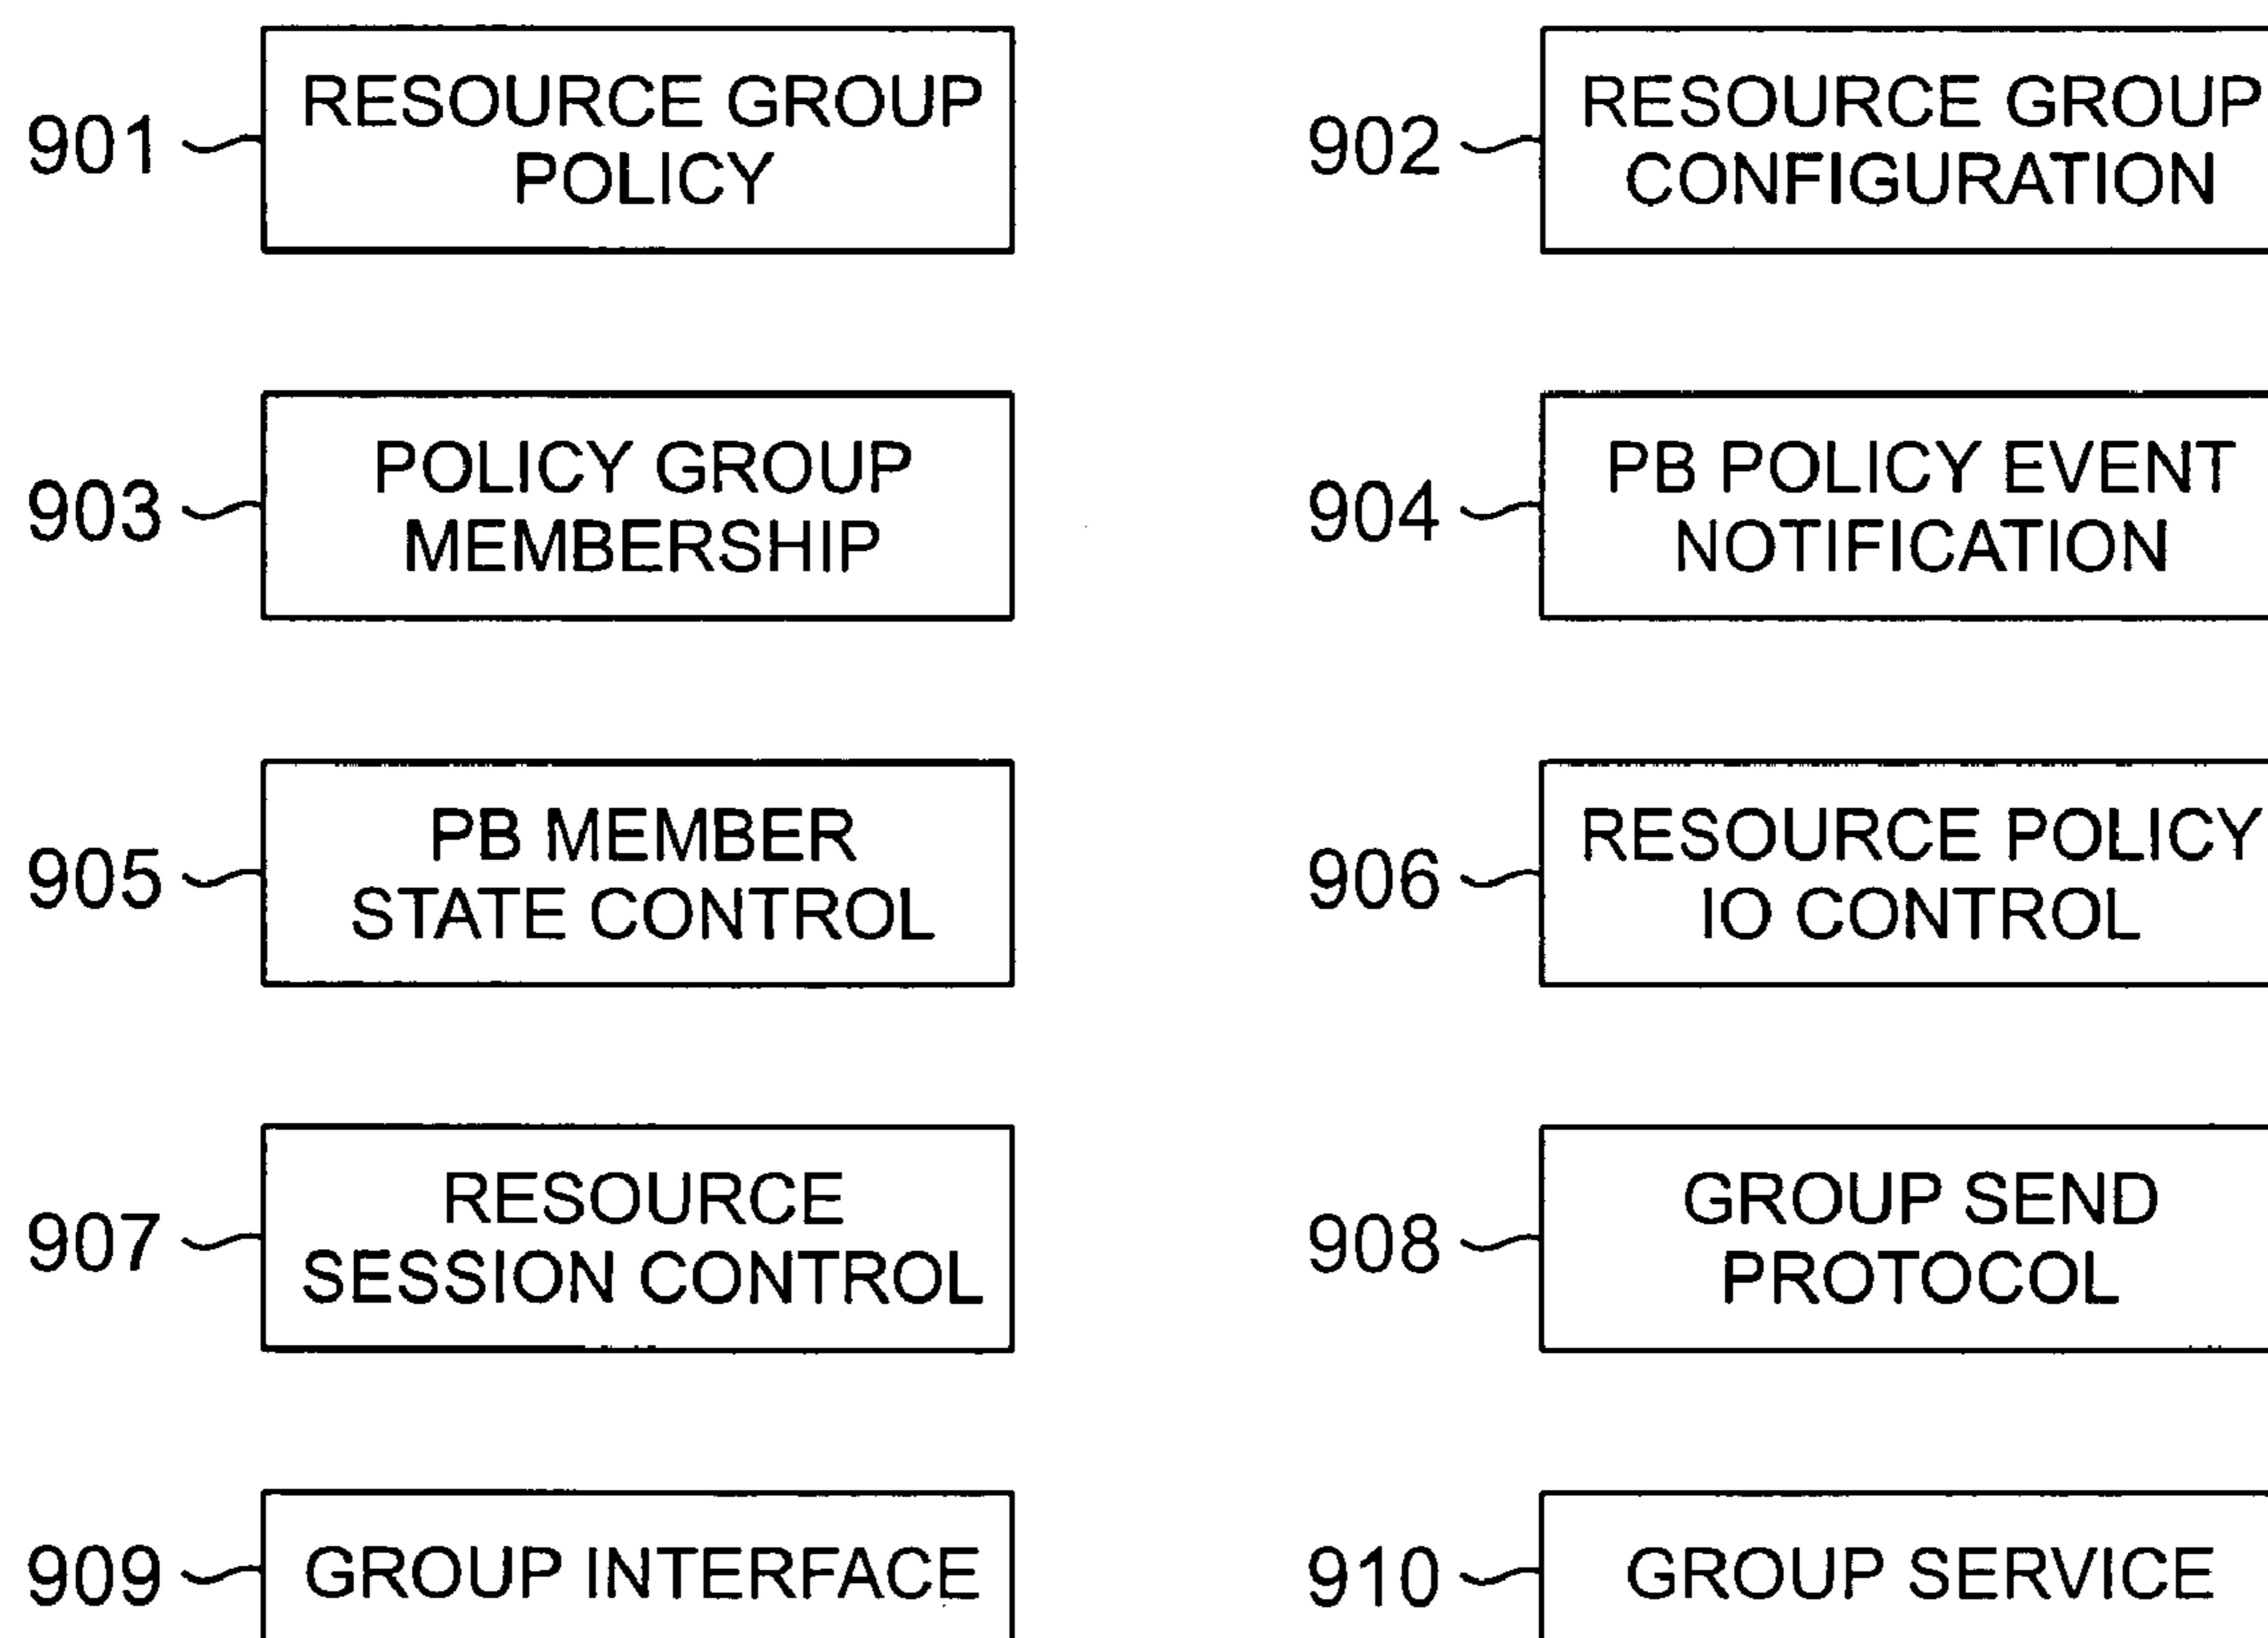 901
RESOURCE GROUP
POLICY
902
RESOURCE GROUP
CONFIGURATION
903
POLICY GROUP
MEMBERSHIP
904
PB POLICY EVENT
NOTIFICATION
905
PB MEMBER
STATE CONTROL
906
RESOURCE POLICY
IO CONTROL
907
RESOURCE
SESSION CONTROL
908
GROUP SEND
PROTOCOL
909
GROUP INTERFACE
910
GROUP SERVICE